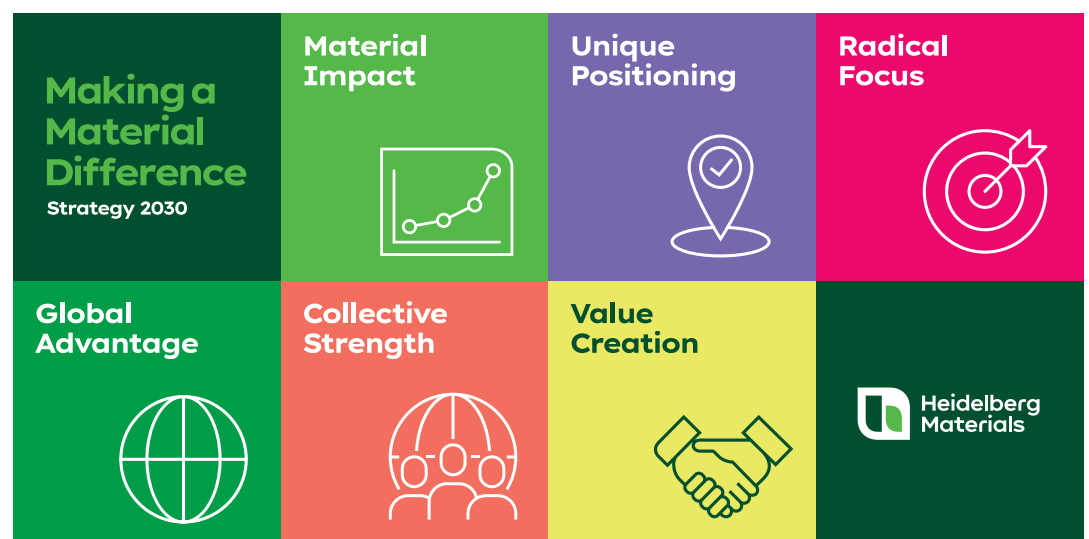 Making a
Material
Difference
Strategy 2030
Material
Impact
Unique
Positioning
Radical
Focus
Global
Advantage
Collective
Strength
Value
Creation
Heidelberg
Materials